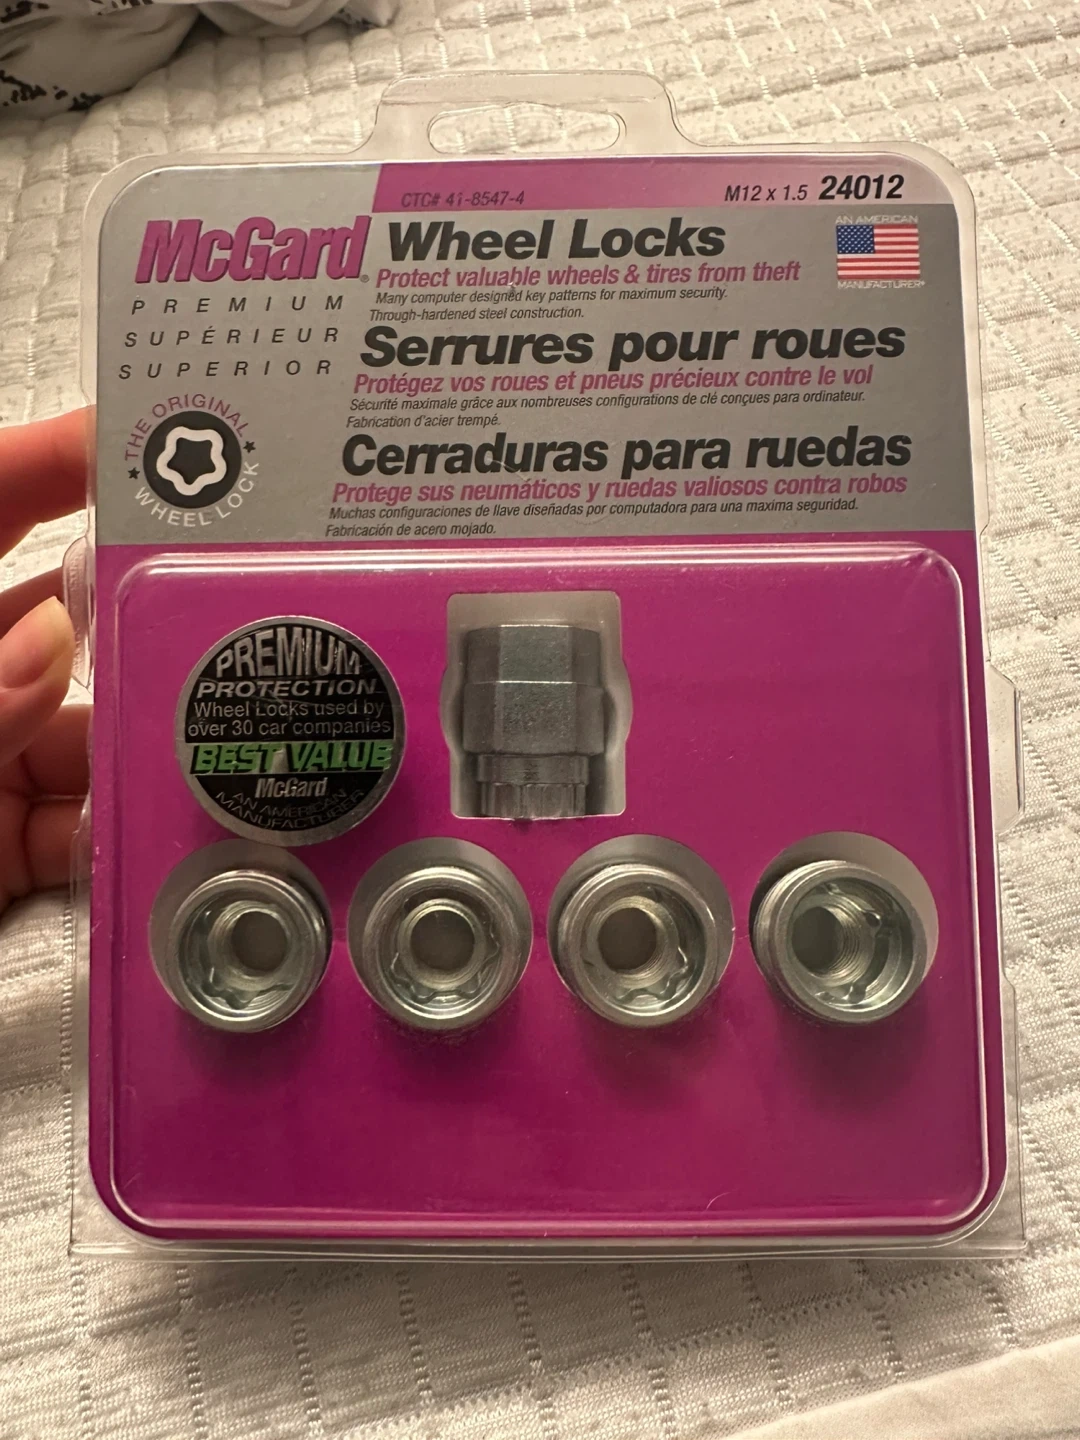 CTC# 41-8547-4
M12 x 1.5 24012
McGard®
PREMIUM
SUPÉRIEUR
SUPERIOR
THE ORIGINAL
WHEEL LOCK
Wheel Locks
Protect valuable wheels & tires from theft
Many computer designed key patterns for maximum security.
Through-hardened steel construction.
AN AMERICAN
MANUFACTURER
Serrures pour roues
Protégez vos roues et pneus précieux contre le vol
Sécurité maximale grâce aux nombreuses configurations de clé conçues para ordinateur.
Fabrication d'acier trempé.
Cerraduras para ruedas
Protege sus neumáticos y ruedas valiosos contra robos
Muchas configuraciones de llave diseñadas por computadora para una maxima seguridad.
Fabricación de acero mojado.
PREMIUM
PROTECTION
Wheel Locks used by
over 30 car companies
BEST VALUE
McGard
AN AMERICAN
MANUFACTURER